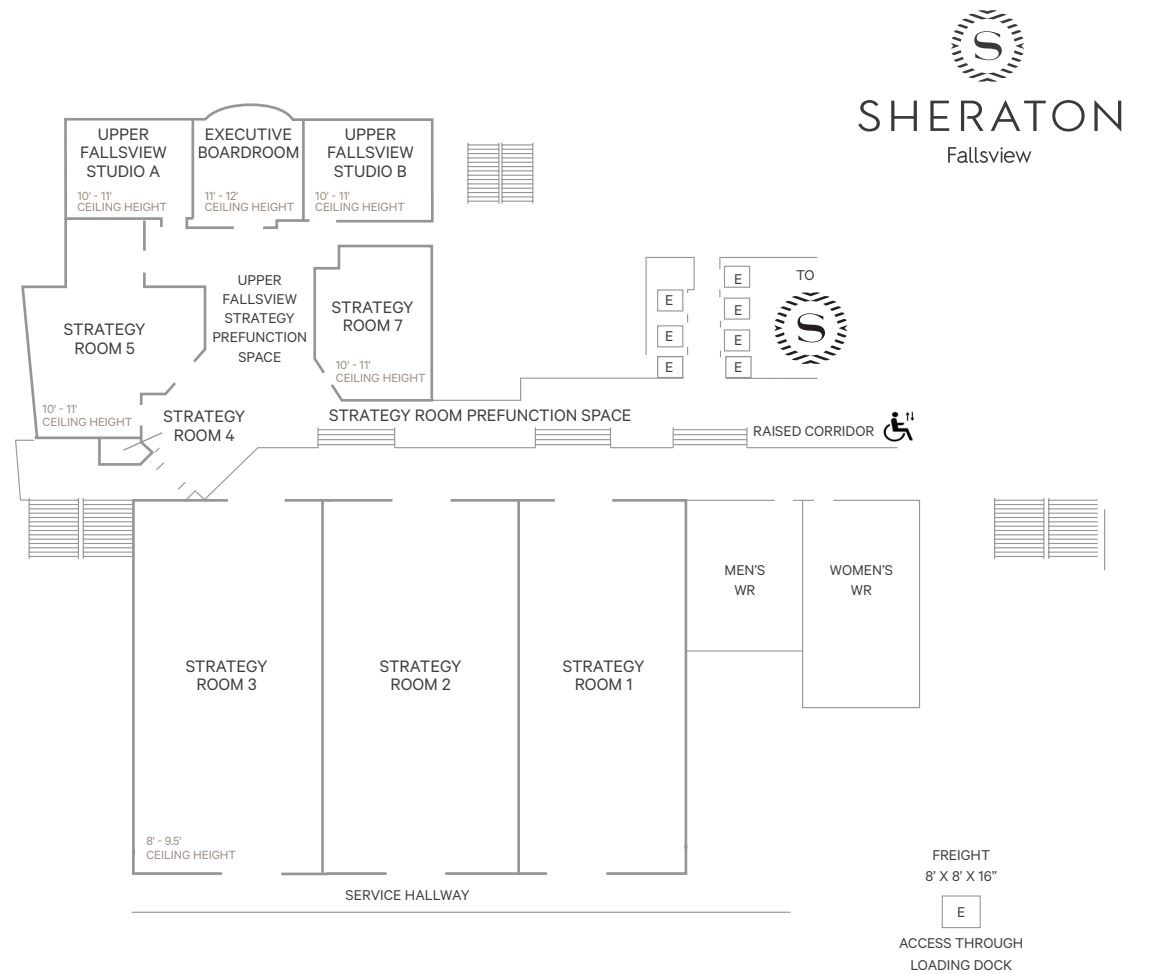 S
SHERATON
Fallsview
UPPER
FALLSVIEW
STUDIO A
10' - 11'
CEILING HEIGHT
EXECUTIVE
BOARDROOM
11' - 12'
CEILING HEIGHT
UPPER
FALLSVIEW
STUDIO B
10' - 11'
CEILING HEIGHT
UPPER
FALLSVIEW
STRATEGY
PREFUNCTION
SPACE
STRATEGY
ROOM 7
10' - 11'
CEILING HEIGHT
STRATEGY
ROOM 5
10' - 11'
CEILING HEIGHT
STRATEGY
ROOM 4
E
E
E
E
E
E
E
TO
S
STRATEGY ROOM PREFUNCTION SPACE
RAISED CORRIDOR
STRATEGY
ROOM 3
8' - 9.5'
CEILING HEIGHT
STRATEGY
ROOM 2
STRATEGY
ROOM 1
MEN'S
WR
WOMEN'S
WR
SERVICE HALLWAY
FREIGHT
8’ X 8’ X 16”
E
ACCESS THROUGH
LOADING DOCK